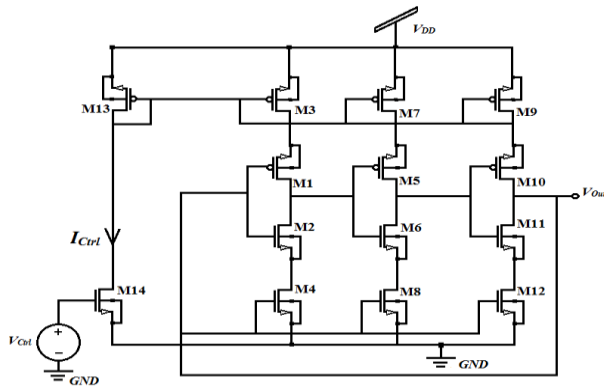 VDD
M13
M3
M7
M9
M1
M5
M10
VOut
ICtrl
M2
M6
M11
M14
M4
M8
M12
VCtrl
GND
GND